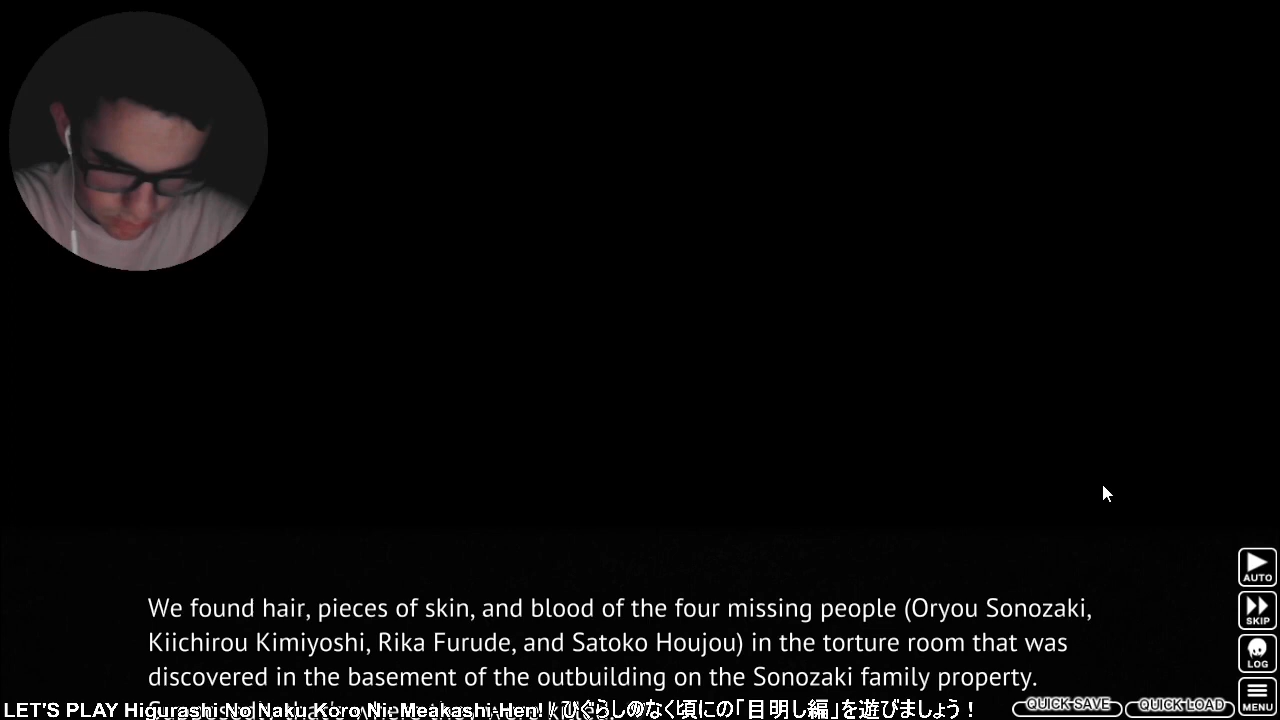 We found hair, pieces of skin, and blood of the four missing people (Oryou Sonozaki,
Kiichirou Kimiyoshi, Rika Furude, and Satoko Houjou) in the torture room that was
discovered in the basement of the outbuilding on the Sonozaki family property.
LET'S PLAY Higurashi No Naku Koro Ni: Meakashi-Hen! / ひぐらしのなく頃にの「目明し編」を遊びましょう！
AUTO
SKIP
LOG
MENU
QUICK SAVE
QUICK LOAD